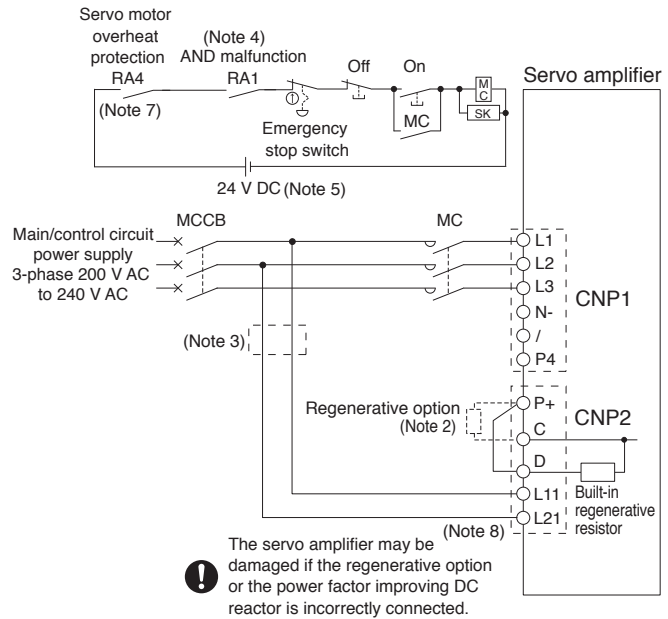 Servo motor
overheat
protection
RA4
(Note 7)
(Note 4)
AND malfunction
RA1
Off
On
MC
M
C
SK
Emergency
stop switch
24 V DC (Note 5)
Servo amplifier
MCCB
MC
Main/control circuit
power supply
3-phase 200 V AC
to 240 V AC
L1
L2
L3
N-
/
P4
CNP1
(Note 3)
Regenerative option
(Note 2)
P+
C
D
L11
L21
CNP2
Built-in
regenerative
resistor
(Note 8)
The servo amplifier may be
damaged if the regenerative option
or the power factor improving DC
reactor is incorrectly connected.